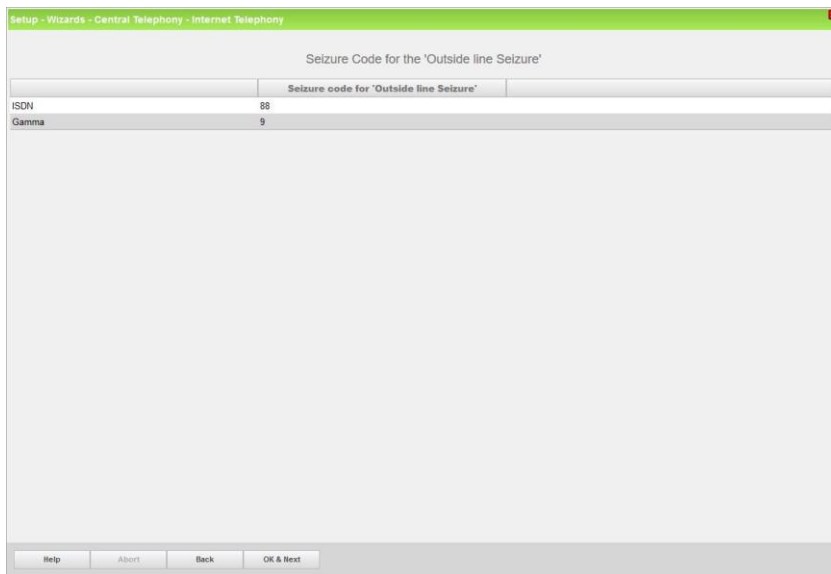 Setup - Wizards - Central Telephony - Internet Telephony
Seizure Code for the 'Outside line Seizure'
Seizure code for 'Outside line Seizure'
ISDN 88
Gamma 9
Help Abort Back OK & Next